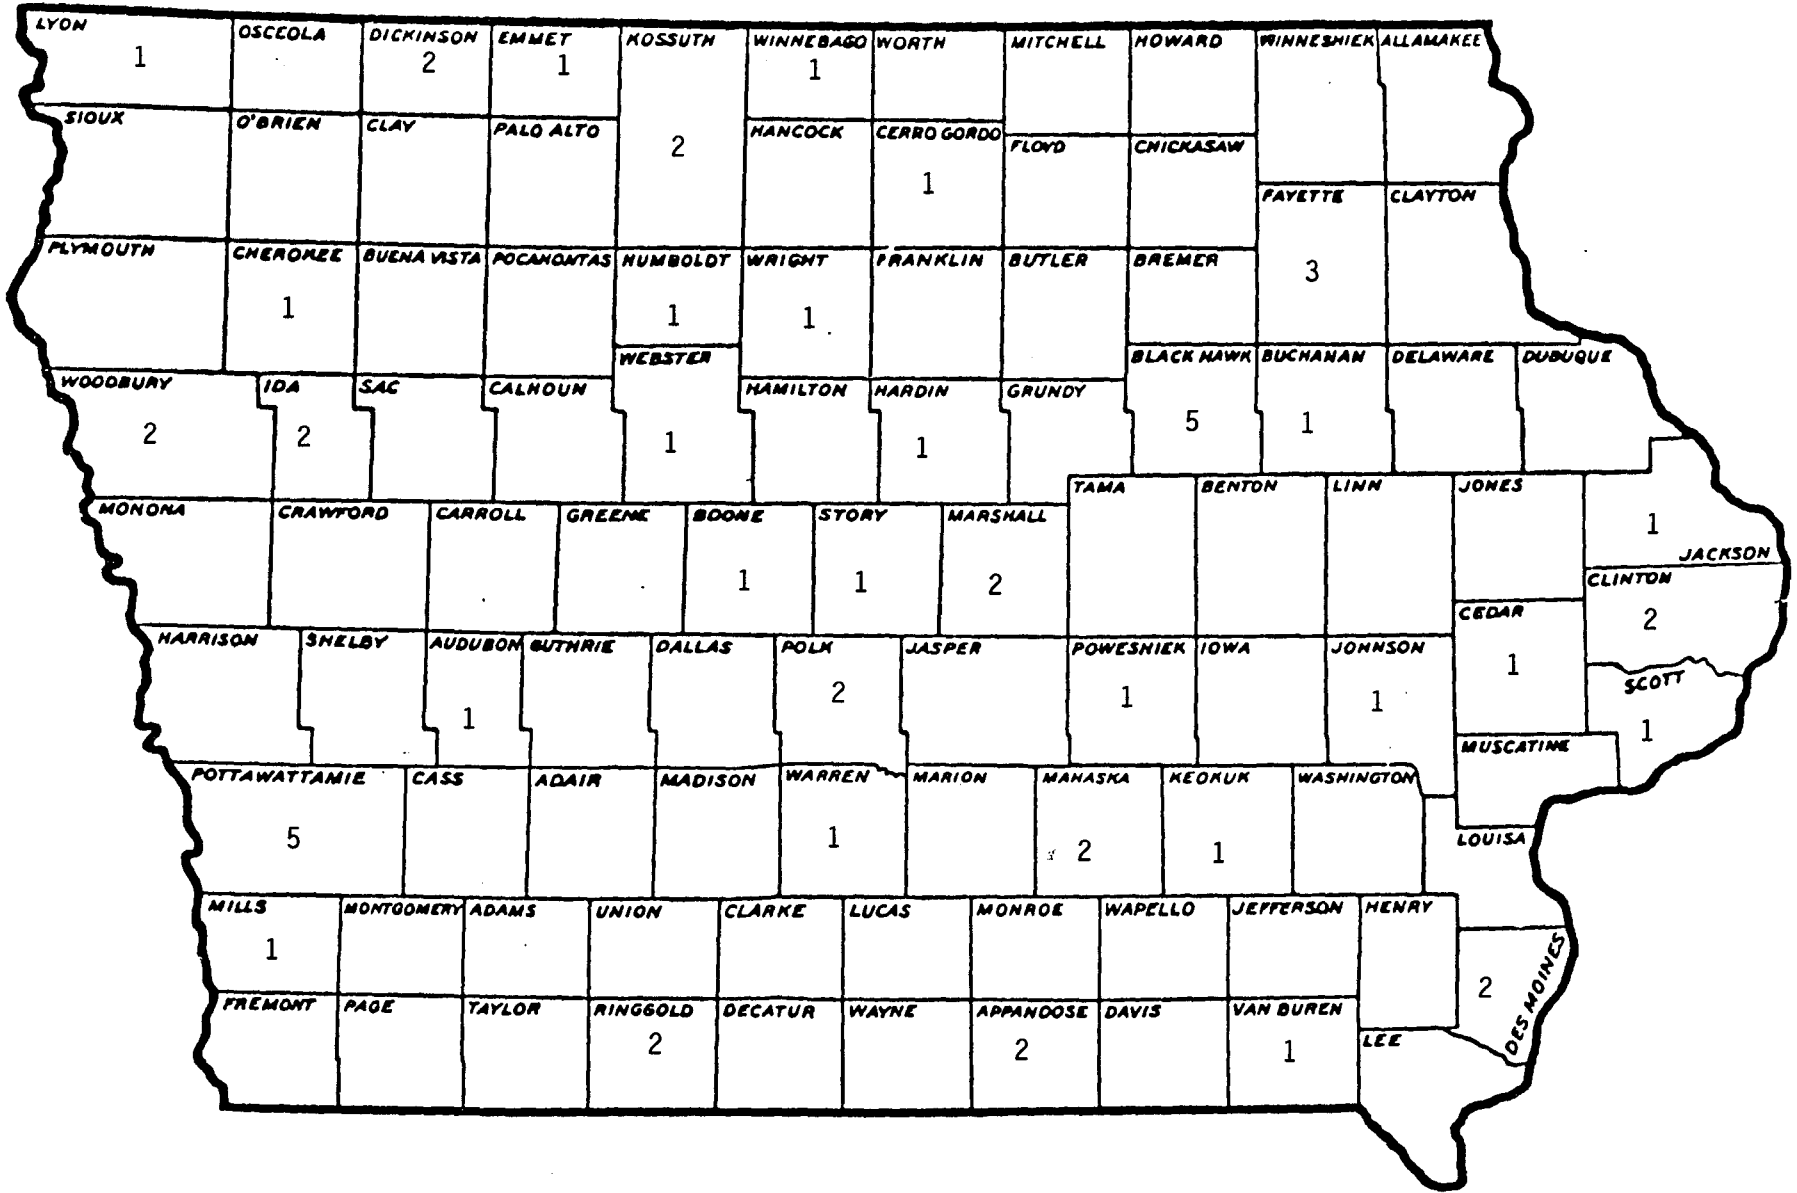 LYON OSCEOLA DICKINSON EMMET KOSSUTH WINNEBAGO WORTH MITCHELL HOWARD WINNESHIEK ALLAMAKEE
1 2 1 1
SIOUX O'BRIEN CLAY PALO ALTO HANCOCK CERRO GORDO FLOYD CHICKASAW
2 1
FAYETTE CLAYTON
PLYMOUTH CHEROKEE BUENA VISTA POCAHONTAS HUMBOLDT WRIGHT FRANKLIN BUTLER BREMER
3
1 1 1
WEBSTER BLACK HAWK BUCHANAN DELAWARE DUBUQUE
WOODBURY IDA SAC CALHOUN HAMILTON HARDIN GRUNDY
2 2 1 1 5 1
TAMA BENTON LINN JONES
MONONA CRAWFORD CARROLL GREENE BOONE STORY MARSHALL
1
JACKSON
1 1 2
CLINTON
2
CEDAR
HARRISON SHELBY AUDUBON GUTHRIE DALLAS POLK JASPER POWESHIEK IOWA JOHNSON
1
SCOTT
1 2 1 1 1
MUSCATINE
POTTAWATTAMIE CASS ADAIR MADISON WARREN MARION MAHASKA KEOKUK WASHINGTON
5 1 2 1
LOUISA
MILLS MONTGOMERY ADAMS UNION CLARKE LUCAS MONROE WAPELLO JEFFERSON HENRY
1
2
DES MOINES
FREMONT PAGE TAYLOR RINGGOLD DECATUR WAYNE APPANOOSE DAVIS VAN BUREN
2 2 1
LEE